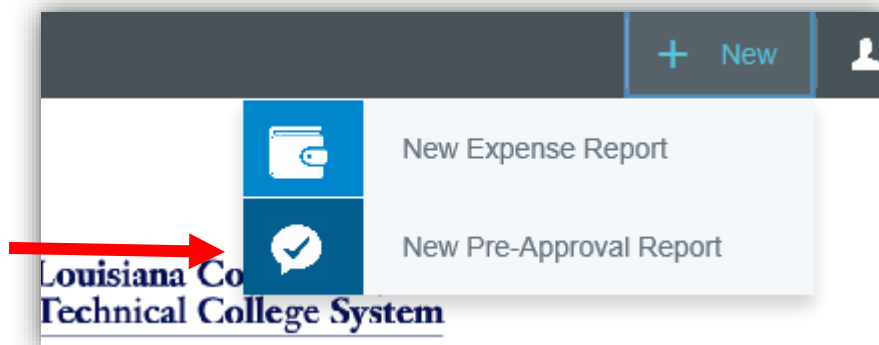 + New
New Expense Report
New Pre-Approval Report
Louisiana Co
Technical College System